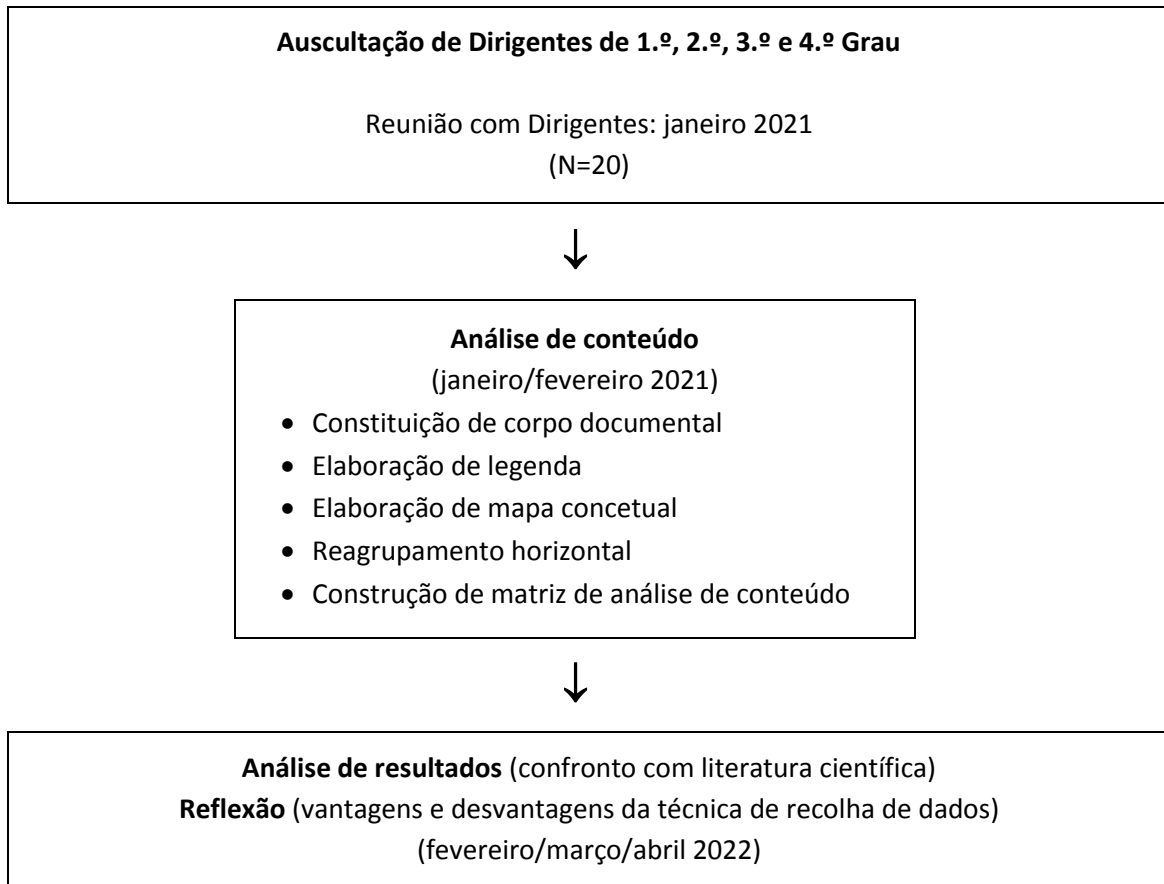 Auscultação de Dirigentes de 1.º, 2.º, 3.º e 4.º Grau
Reunião com Dirigentes: janeiro 2021
(N=20)
↓
Análise de conteúdo
(janeiro/fevereiro 2021)
• Constituição de corpo documental
• Elaboração de legenda
• Elaboração de mapa concetual
• Reagrupamento horizontal
• Construção de matriz de análise de conteúdo
↓
Análise de resultados (confronto com literatura científica)
Reflexão (vantagens e desvantagens da técnica de recolha de dados)
(fevereiro/março/abril 2022)